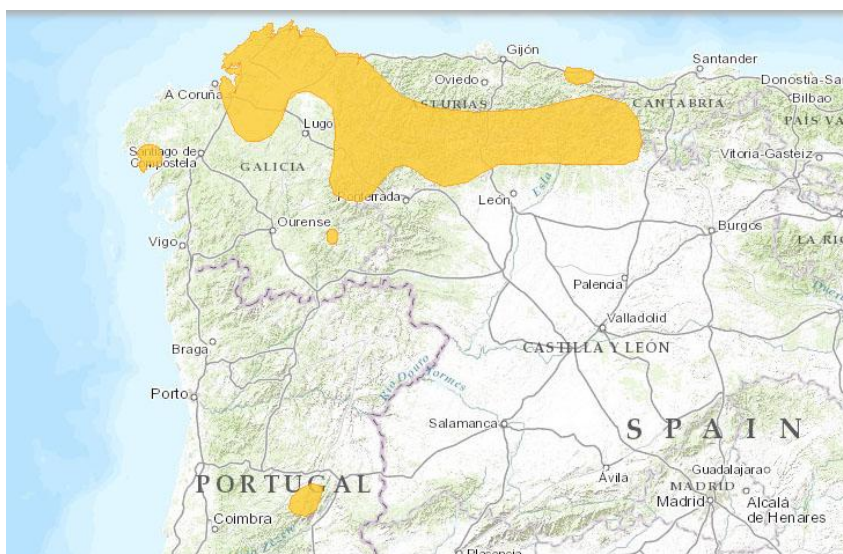 Gijón
Santander
Oviedo
Donostia-Sa
A Coruña
ASTURIAS
CANTABRIA
Bilbao
Lugo
PAÍS VA
Santiago de
Compostela
Vitoria-Gasteiz
GALICIA
Ponferrada
León
Esla
Ourense
Burgos
Vigo
LA RIO
Palencia
Valladolid
Braga
CASTILLA Y LEÓN
Río Douro
Tormes
Porto
Salamanca
SPAIN
Ávila
Guadalajara
PORTUGAL
MADRID
Madrid
Alcalá
de Henares
Coimbra
Zêzere
Plasencia